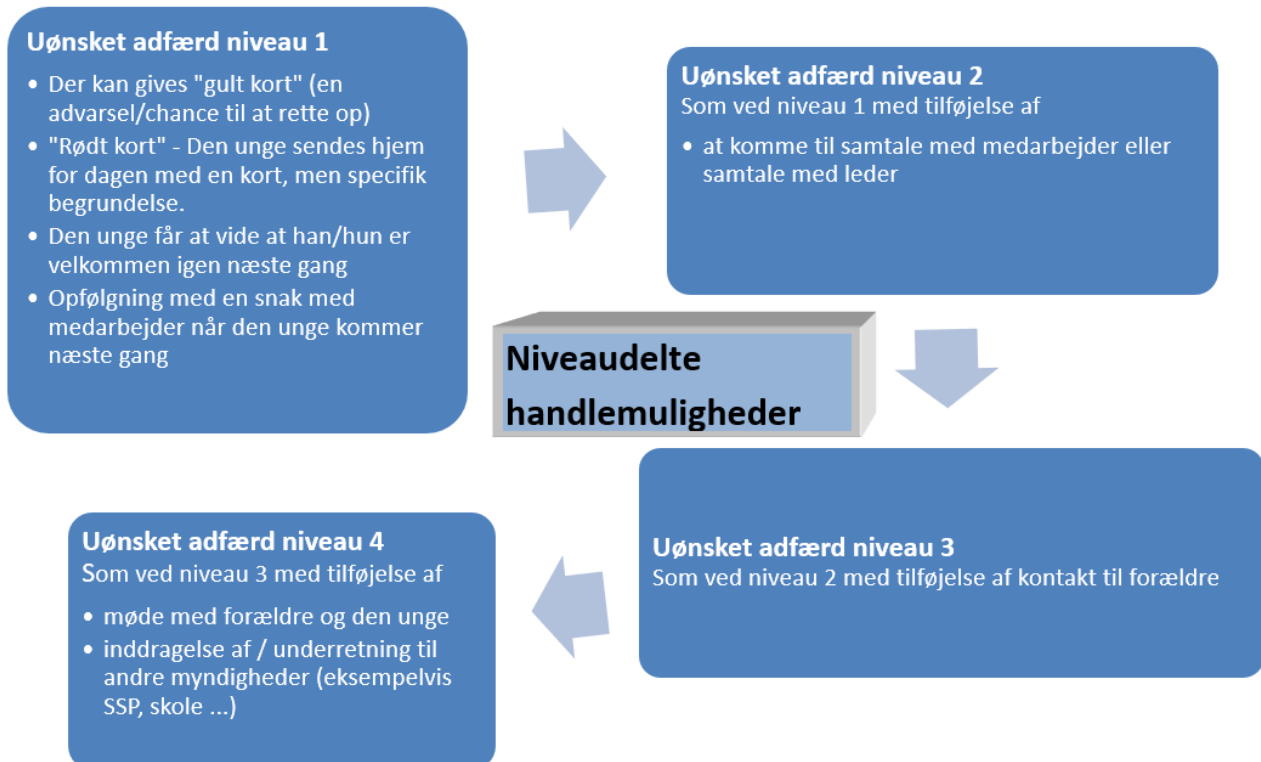 Uønsket adfærd niveau 1
• Der kan gives "gult kort" (en
advarsel/chance til at rette op)
• "Rødt kort" - Den unge sendes hjem
for dagen med en kort, men specifik
begrundelse.
• Den unge får at vide at han/hun er
velkommen igen næste gang
• Opfølgning med en snak med
medarbejder når den unge kommer
næste gang
Uønsket adfærd niveau 2
Som ved niveau 1 med tilføjelse af
• at komme til samtale med medarbejder eller
samtale med leder
Niveaudelte
handlemuligheder
Uønsket adfærd niveau 3
Som ved niveau 2 med tilføjelse af kontakt til forældre
Uønsket adfærd niveau 4
Som ved niveau 3 med tilføjelse af
• møde med forældre og den unge
• inddragelse af / underretning til
andre myndigheder (eksempelvis
SSP, skole ...)